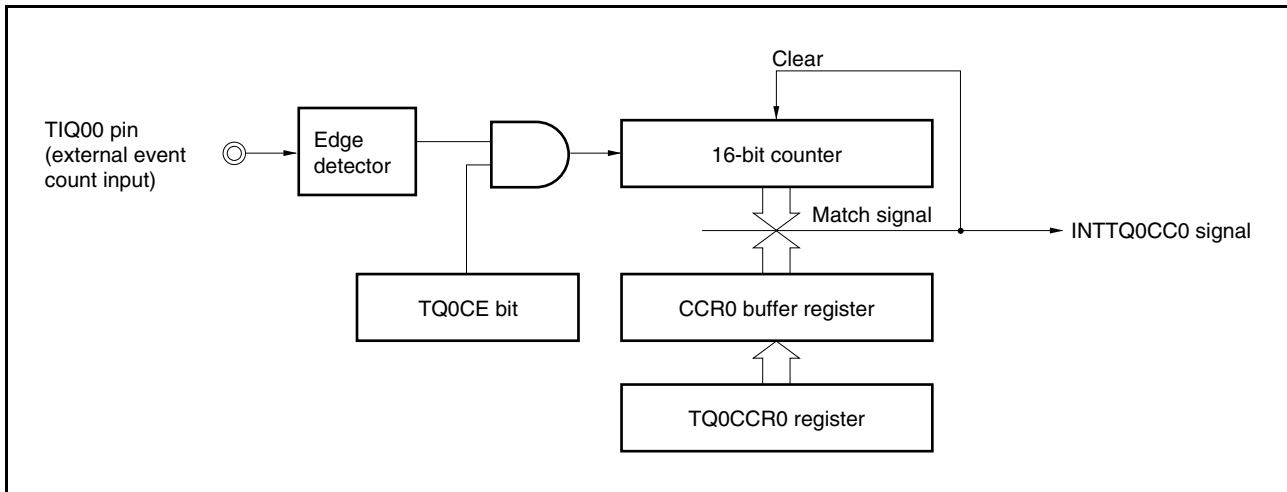 Clear
TIQ00 pin
(external event
count input)
Edge
detector
16-bit counter
Match signal
INTTQ0CC0 signal
TQ0CE bit
CCR0 buffer register
TQ0CCR0 register